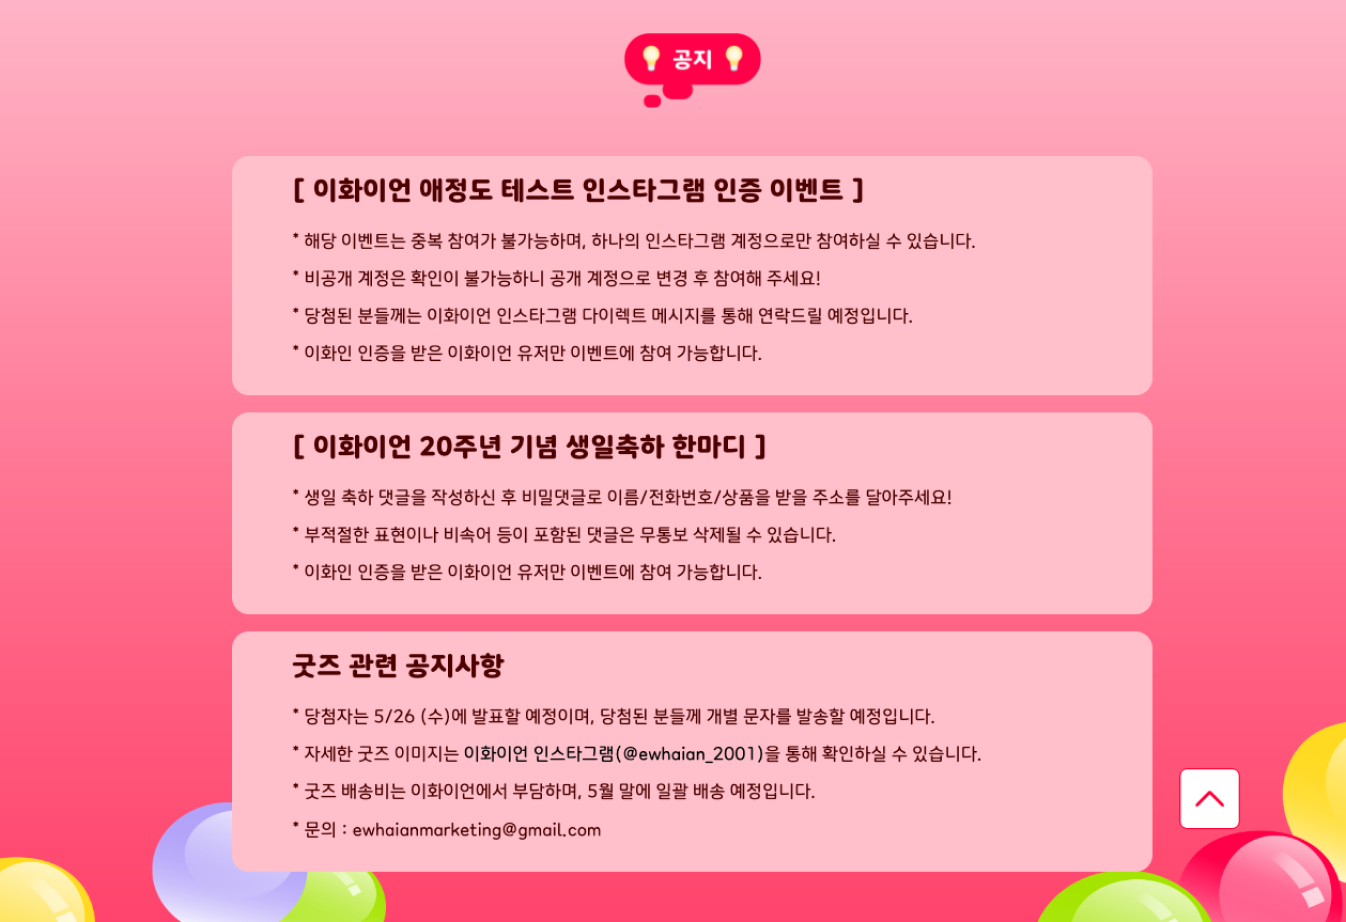 공지
[ 이화이언 애정도 테스트 인스타그램 인증 이벤트 ]
* 해당 이벤트는 중복 참여가 불가능하며, 하나의 인스타그램 계정으로만 참여하실 수 있습니다.
* 비공개 계정은 확인이 불가능하니 공개 계정으로 변경 후 참여해 주세요!
* 당첨된 분들께는 이화이언 인스타그램 다이렉트 메시지를 통해 연락드릴 예정입니다.
* 이화인 인증을 받은 이화이언 유저만 이벤트에 참여 가능합니다.
[ 이화이언 20주년 기념 생일축하 한마디 ]
* 생일 축하 댓글을 작성하신 후 비밀댓글로 이름/전화번호/상품을 받을 주소를 달아주세요!
* 부적절한 표현이나 비속어 등이 포함된 댓글은 무통보 삭제될 수 있습니다.
* 이화인 인증을 받은 이화이언 유저만 이벤트에 참여 가능합니다.
굿즈 관련 공지사항
* 당첨자는 5/26 (수)에 발표할 예정이며, 당첨된 분들께 개별 문자를 발송할 예정입니다.
* 자세한 굿즈 이미지는 이화이언 인스타그램(@ewhaian_2001)을 통해 확인하실 수 있습니다.
* 굿즈 배송비는 이화이언에서 부담하며, 5월 말에 일괄 배송 예정입니다.
* 문의 : ewhaianmarketing@gmail.com